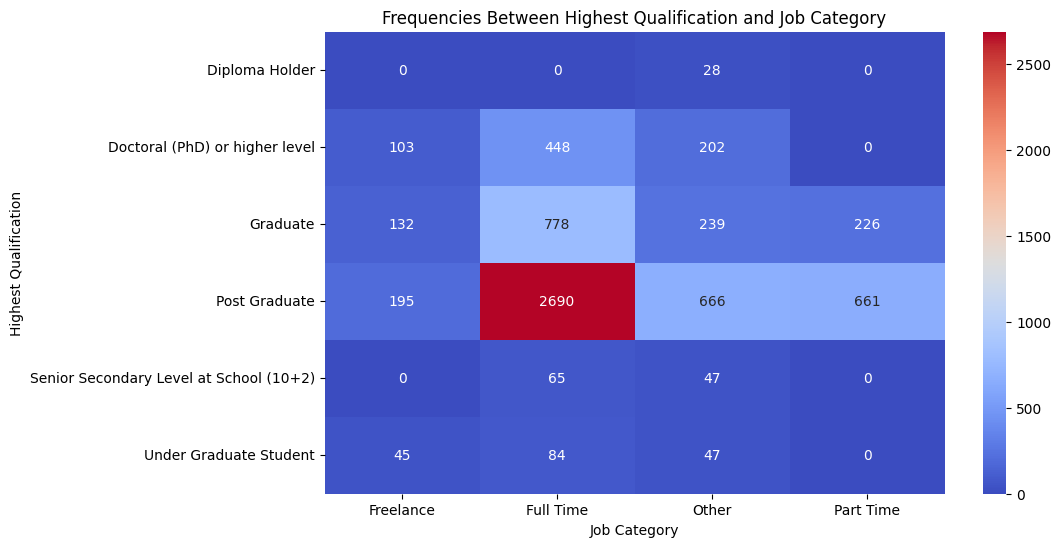 Frequencies Between Highest Qualification and Job Category
Highest Qualification
Diploma Holder 0 0 28 0
Doctoral (PhD) or higher level 103 448 202 0
Graduate 132 778 239 226
Post Graduate 195 2690 666 661
Senior Secondary Level at School (10+2) 0 65 47 0
Under Graduate Student 45 84 47 0
Freelance Full Time Other Part Time
Job Category
2500
2000
1500
1000
500
0